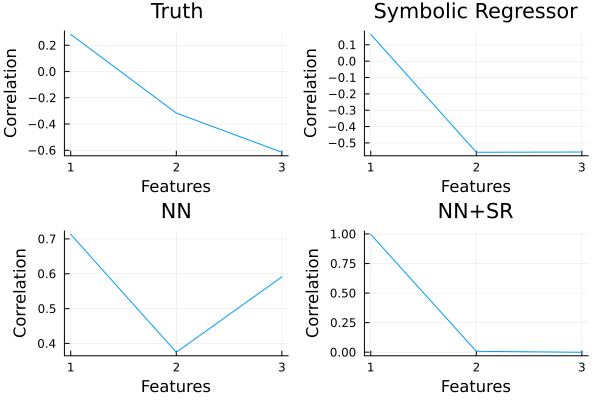 Truth
Correlation
0.2
0.0
−0.2
−0.4
−0.6
1
2
3
Features
Symbolic Regressor
Correlation
0.1
0.0
−0.1
−0.2
−0.3
−0.4
−0.5
1
2
3
Features
NN
Correlation
0.7
0.6
0.5
0.4
1
2
3
Features
NN+SR
Correlation
1.00
0.75
0.50
0.25
0.00
1
2
3
Features